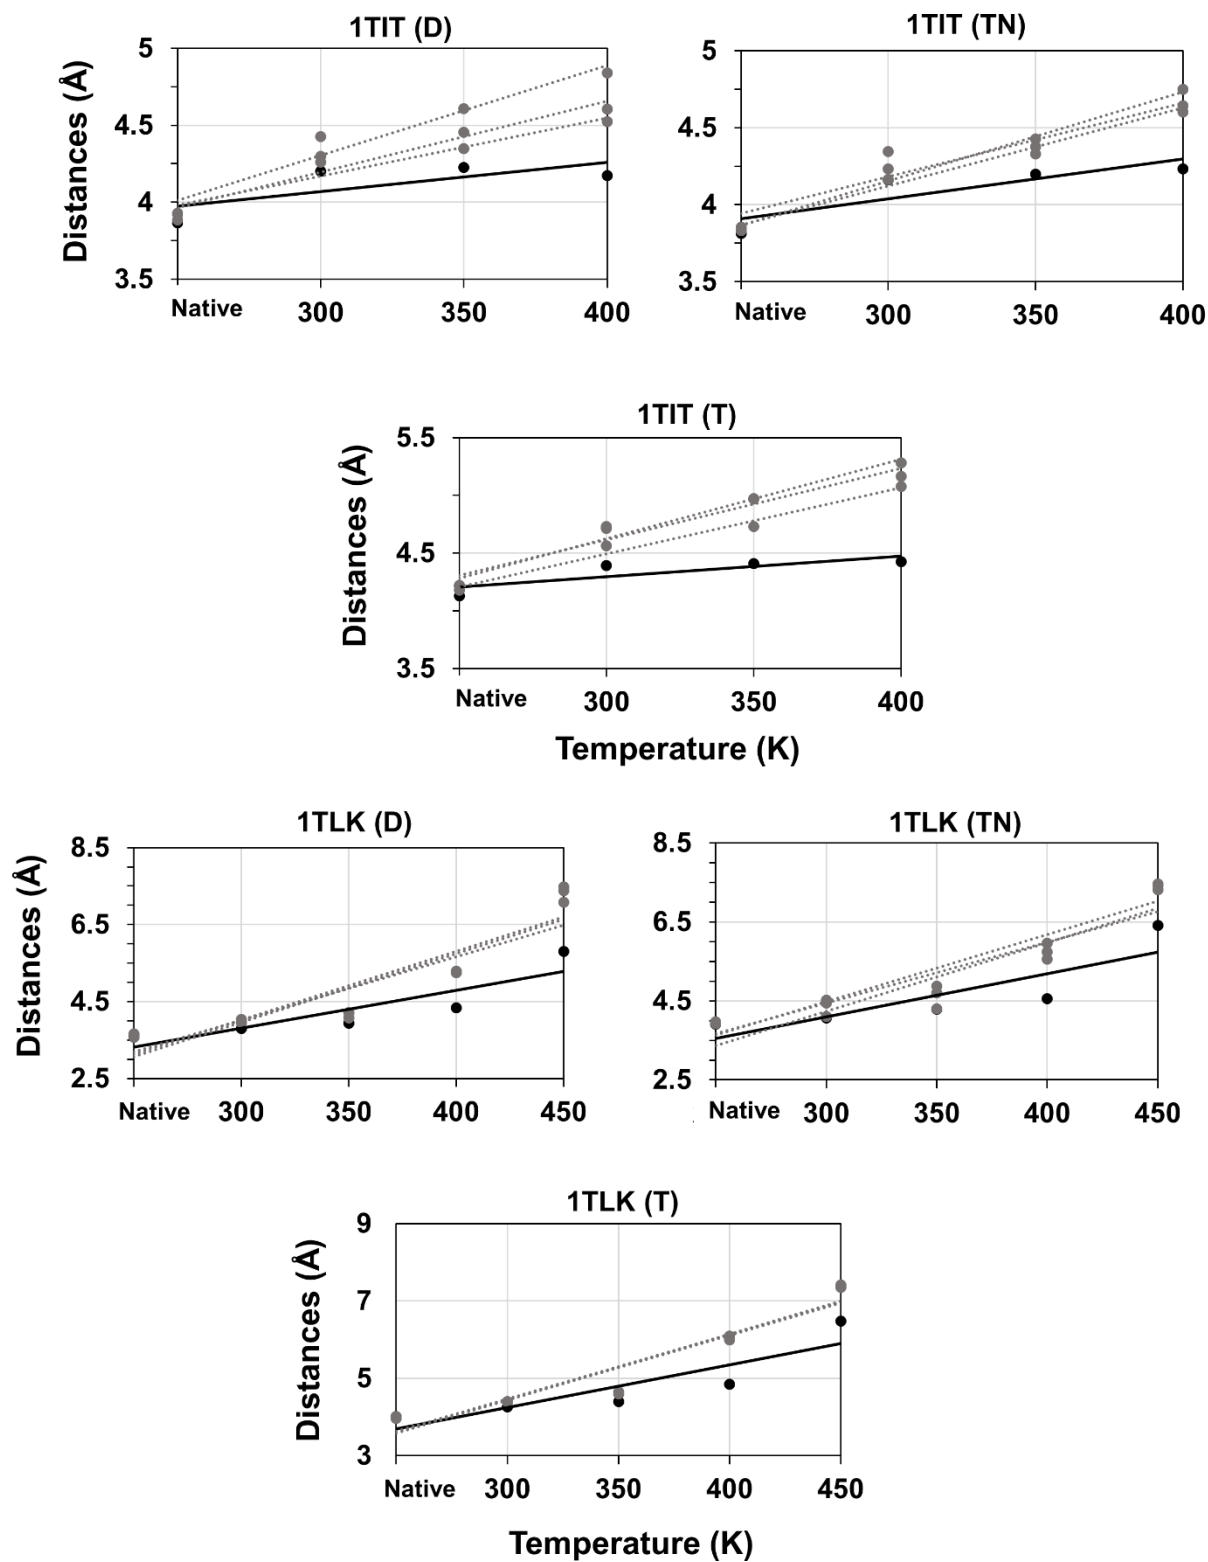 1TIT (D)
Distances (Å)
5
4.5
4
3.5
Native 300 350 400
1TIT (TN)
5
4.5
4
3.5
Native 300 350 400
1TIT (T)
Distances (Å)
5.5
4.5
3.5
Native 300 350 400
Temperature (K)
1TLK (D)
Distances (Å)
8.5
6.5
4.5
2.5
Native 300 350 400 450
1TLK (TN)
8.5
6.5
4.5
2.5
Native 300 350 400 450
1TLK (T)
Distances (Å)
9
7
5
3
Native 300 350 400 450
Temperature (K)